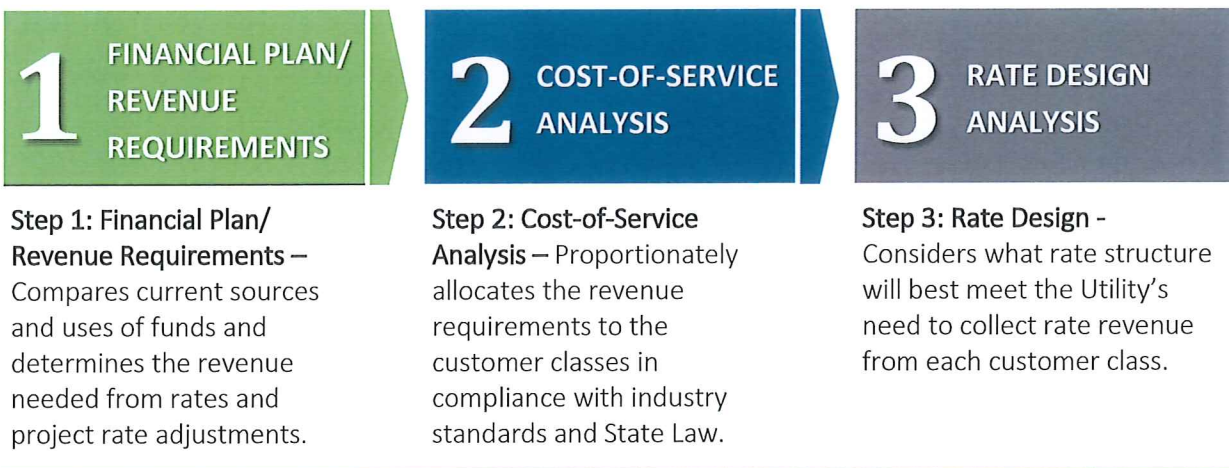 1
FINANCIAL PLAN/
REVENUE
REQUIREMENTS
2
COST-OF-SERVICE
ANALYSIS
3
RATE DESIGN
ANALYSIS
Step 1: Financial Plan/
Revenue Requirements –
Compares current sources
and uses of funds and
determines the revenue
needed from rates and
project rate adjustments.
Step 2: Cost-of-Service
Analysis – Proportionately
allocates the revenue
requirements to the
customer classes in
compliance with industry
standards and State Law.
Step 3: Rate Design -
Considers what rate structure
will best meet the Utility’s
need to collect rate revenue
from each customer class.